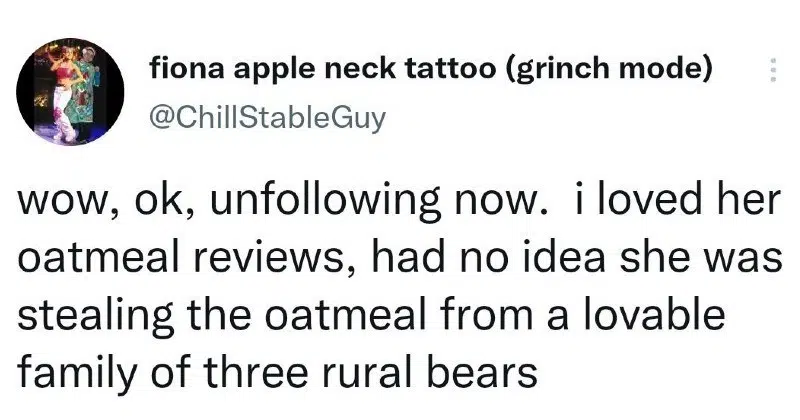 fiona apple neck tattoo (grinch mode)
@ChillStableGuy
wow, ok, unfollowing now.  i loved her
oatmeal reviews, had no idea she was
stealing the oatmeal from a lovable
family of three rural bears